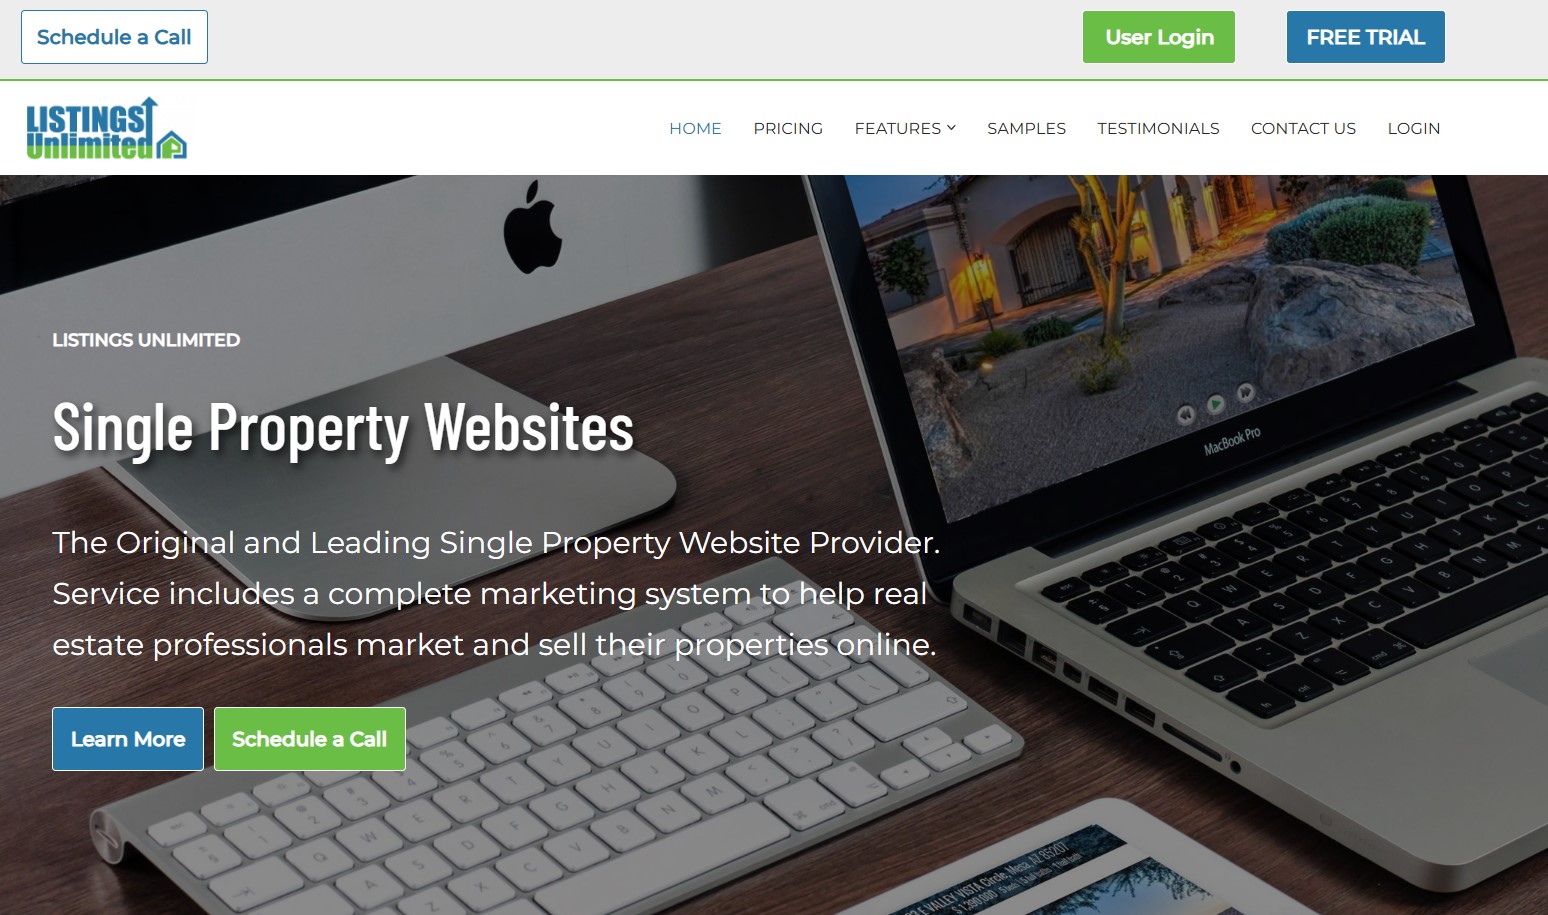 Schedule a Call
User Login
FREE TRIAL
LISTINGS
Unlimited
HOME
PRICING
FEATURES
SAMPLES
TESTIMONIALS
CONTACT US
LOGIN
LISTINGS UNLIMITED
Single Property Websites
The Original and Leading Single Property Website Provider.
Service includes a complete marketing system to help real
estate professionals market and sell their properties online.
Learn More
Schedule a Call
MacBook Pro
E VALLEY VISTA Circle, Mesa, AZ 85207
$ 1,390,000